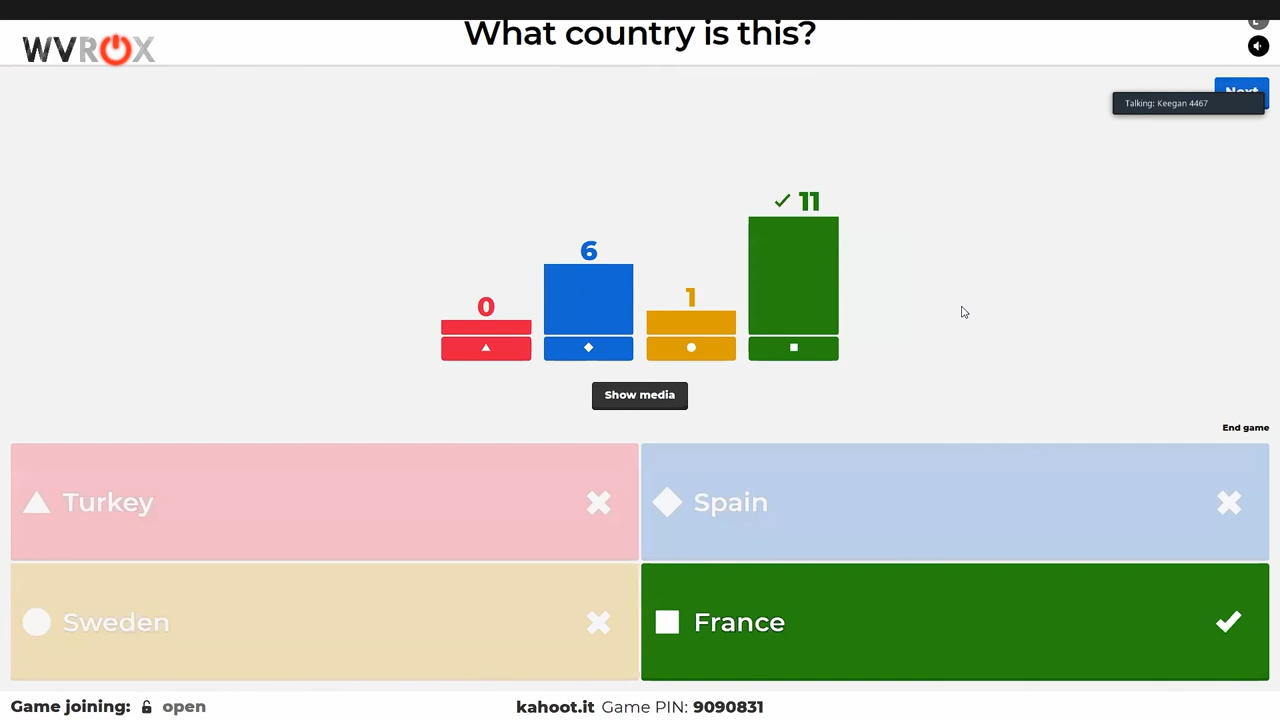 What country is this?
WVROX
Next
Talking: Keegan 4467
0
6
1
11
Show media
End game
Turkey
Spain
Sweden
France
Game joining: open
kahoot.it Game PIN: 9090831